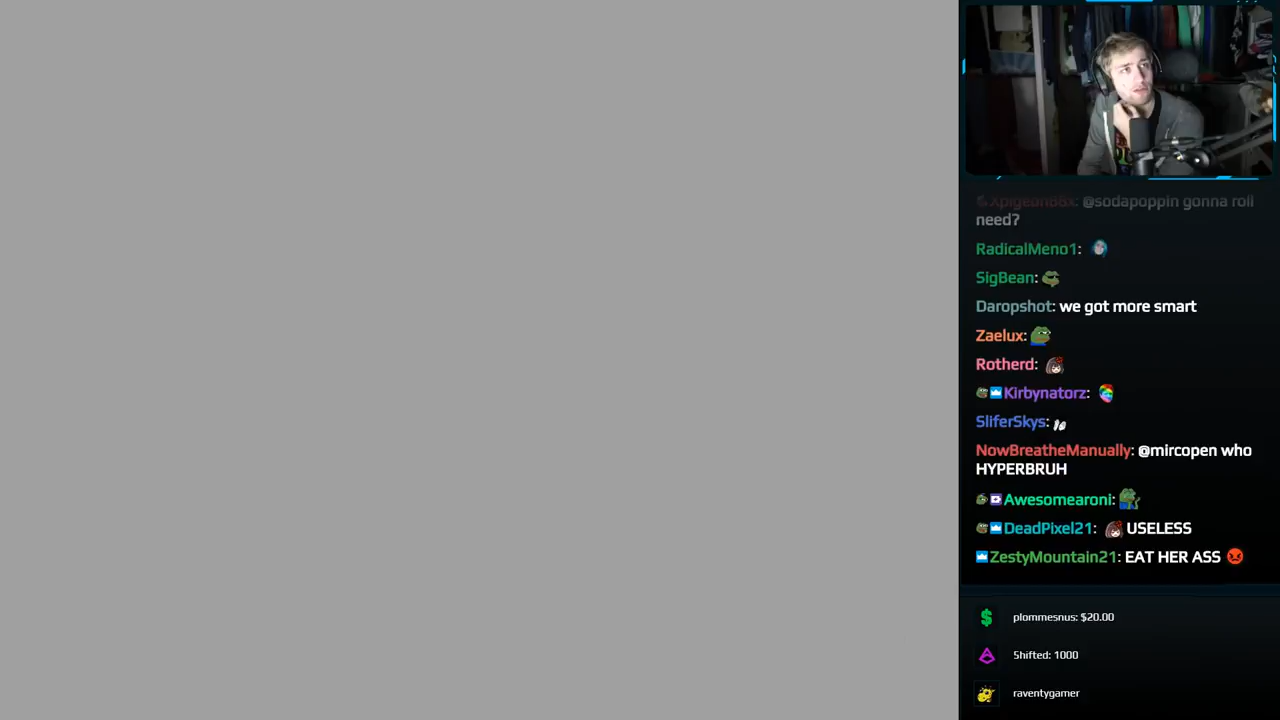 Xpigeon88x: @sodapoppin gonna roll
need?
RadicalMeno1:
SigBean:
Daropshot: we got more smart
Zaelux:
Rotherd:
Kirbynatorz:
SliferSkys:
NowBreatheManually: @mircopen who
HYPERBRUH
Awesomearoni:
DeadPixel21: USELESS
ZestyMountain21: EAT HER ASS
plommesnus: $20.00
Shifted: 1000
raventygamer